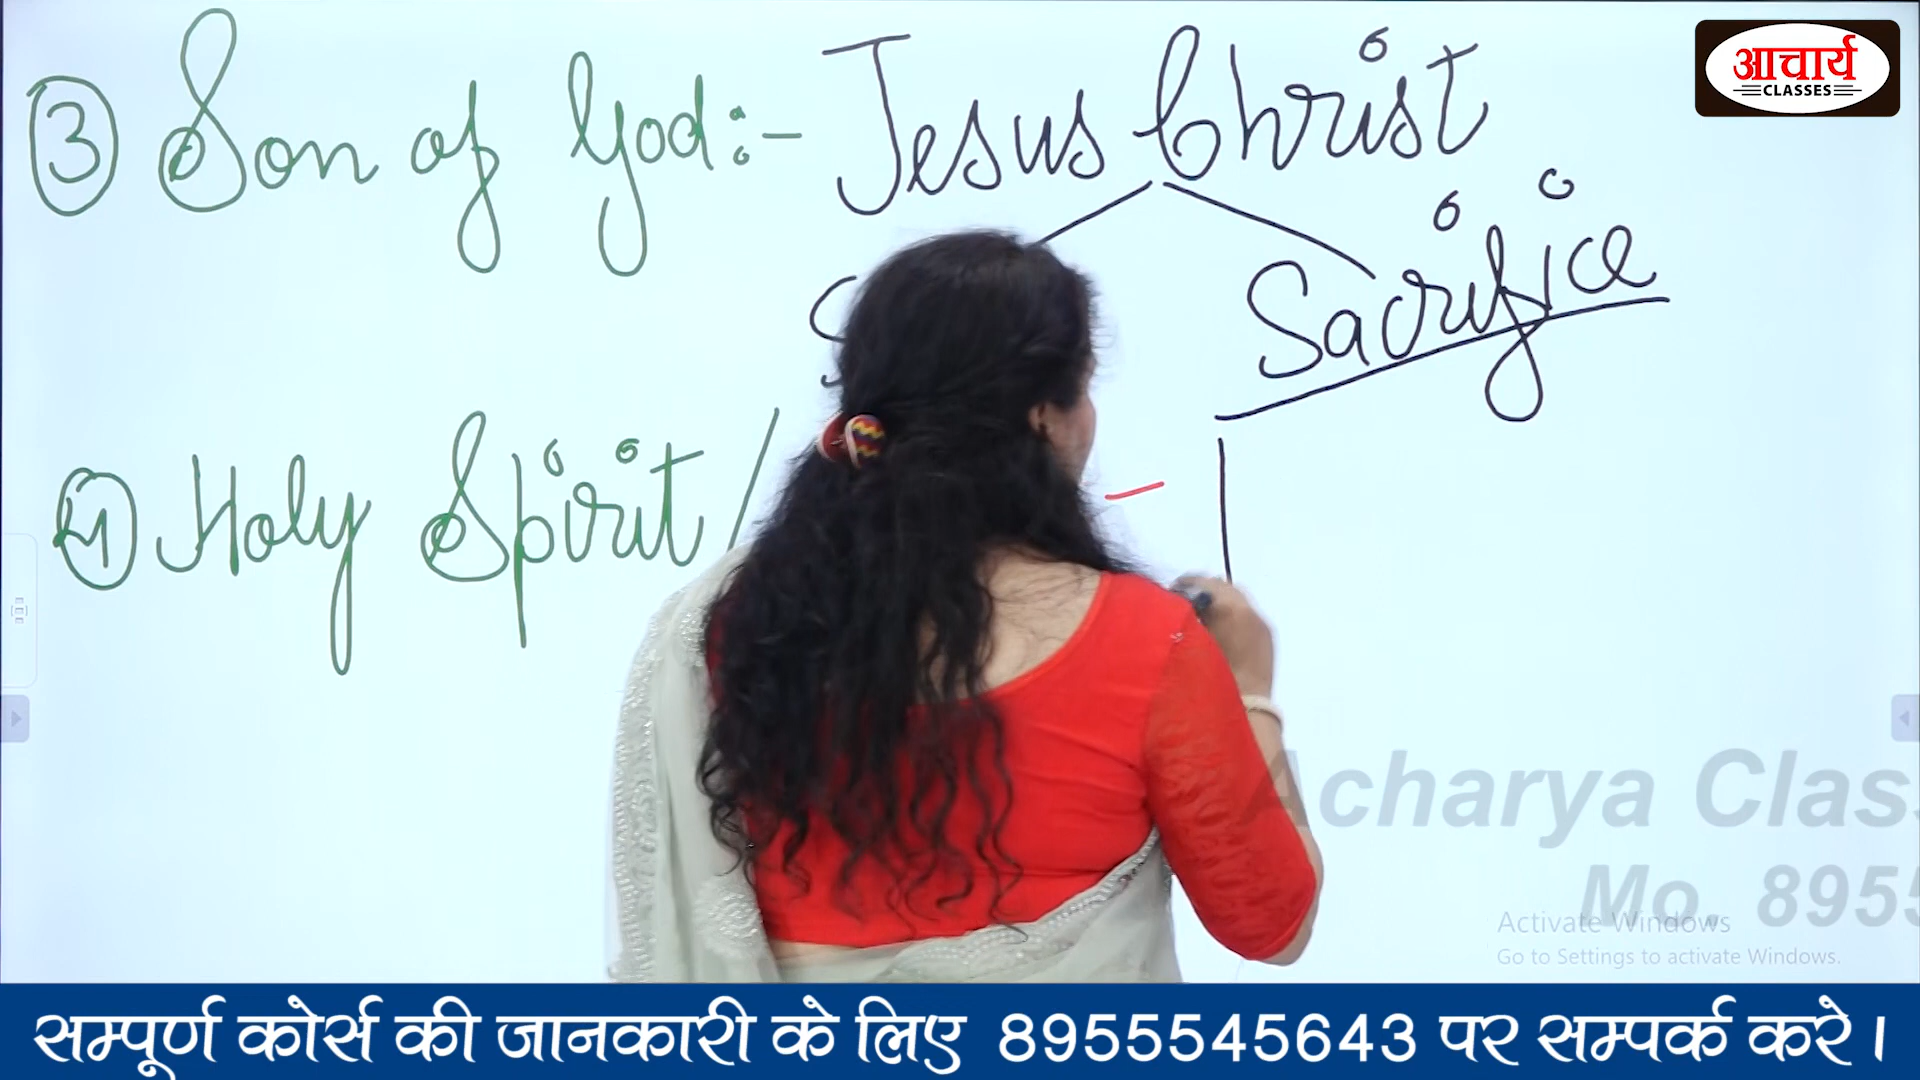 आचार्य
CLASSES
③ Son of God:- Jesus Christ
Sacrifice
④ Holy Spirit/
Acharya Clas
Mo. 8955
Activate Windows
Go to Settings to activate Windows.
सम्पूर्ण कोर्स की जानकारी के लिए 8955545643 पर सम्पर्क करे।